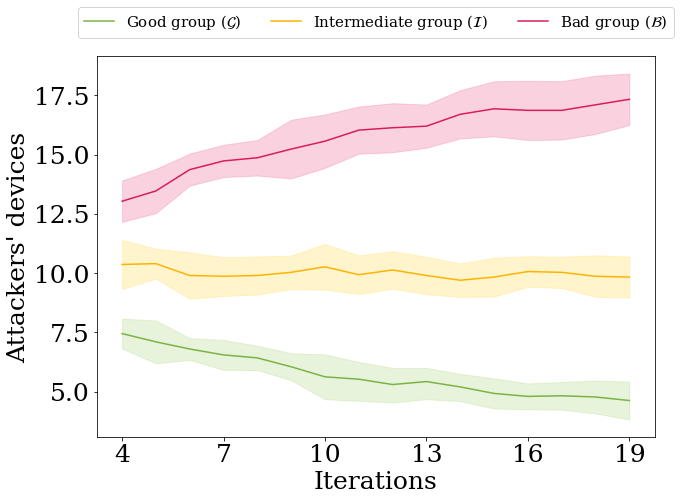 Good group (𝒢) Intermediate group (ℐ) Bad group (ℬ)
17.5
15.0
12.5
10.0
7.5
5.0
Attackers' devices
4 7 10 13 16 19
Iterations